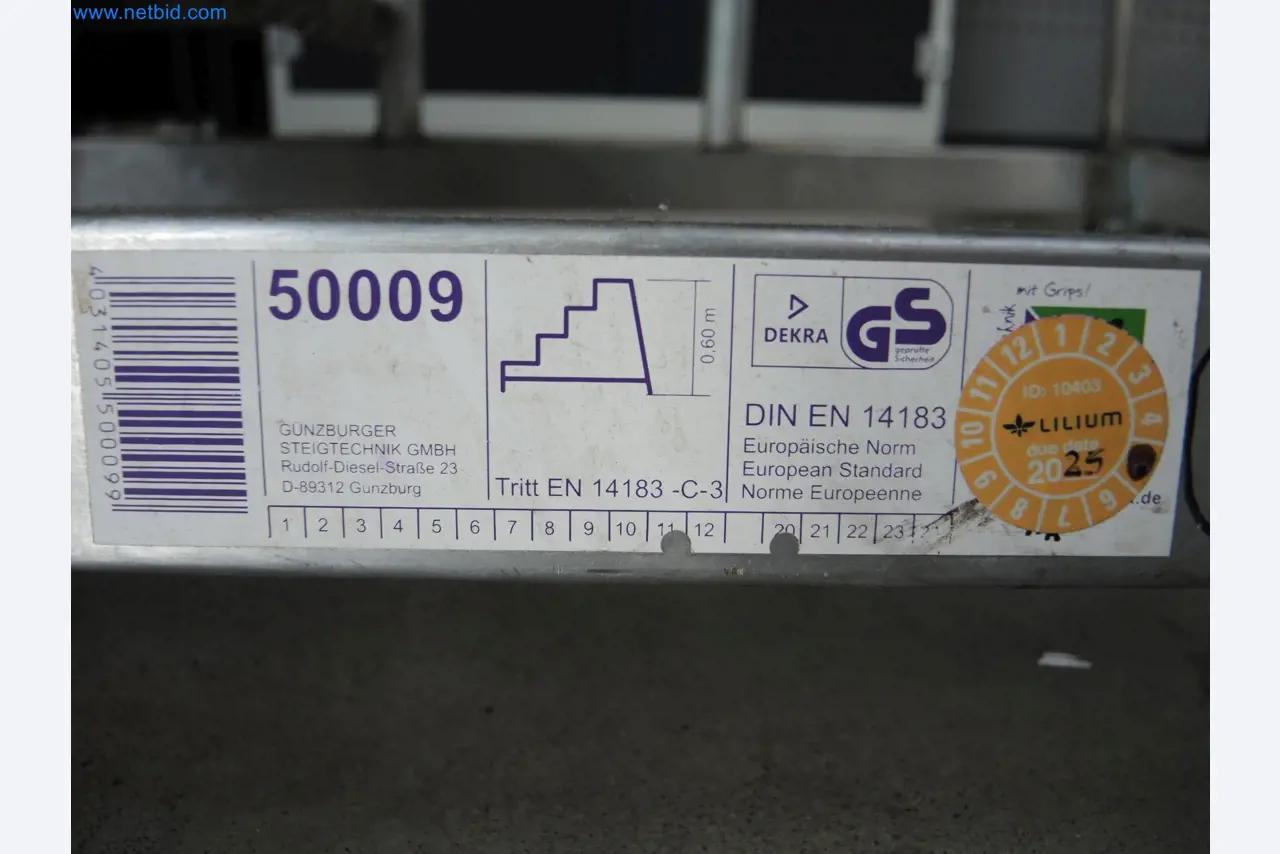 www.netbid.com
4031405500099
50009
GÜNZBURGER
STEIGTECHNIK GMBH
Rudolf-Diesel-Straße 23
D-89312 Günzburg
0,60 m
Tritt EN 14183 -C-3
DEKRA
GS
geprüfte
Sicherheit
DIN EN 14183
Europäische Norm
European Standard
Norme Europeenne
mit Grips!
12 1 2 3 4 6 7 8 9 10 11
ID: 10403
LILIUM
due date
2025
.de
1 2 3 4 5 6 7 8 9 10 11 12 20 21 22 23